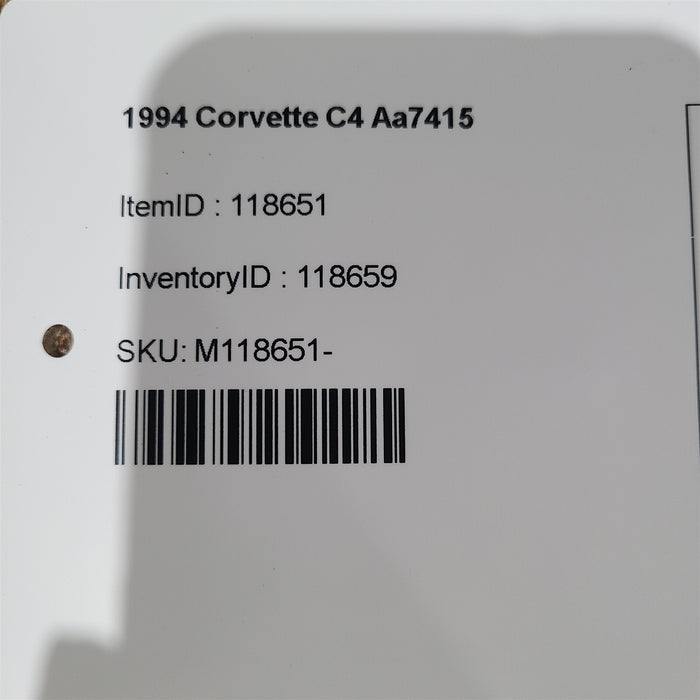 1994 Corvette C4 Aa7415
ItemID : 118651
InventoryID : 118659
SKU: M118651-